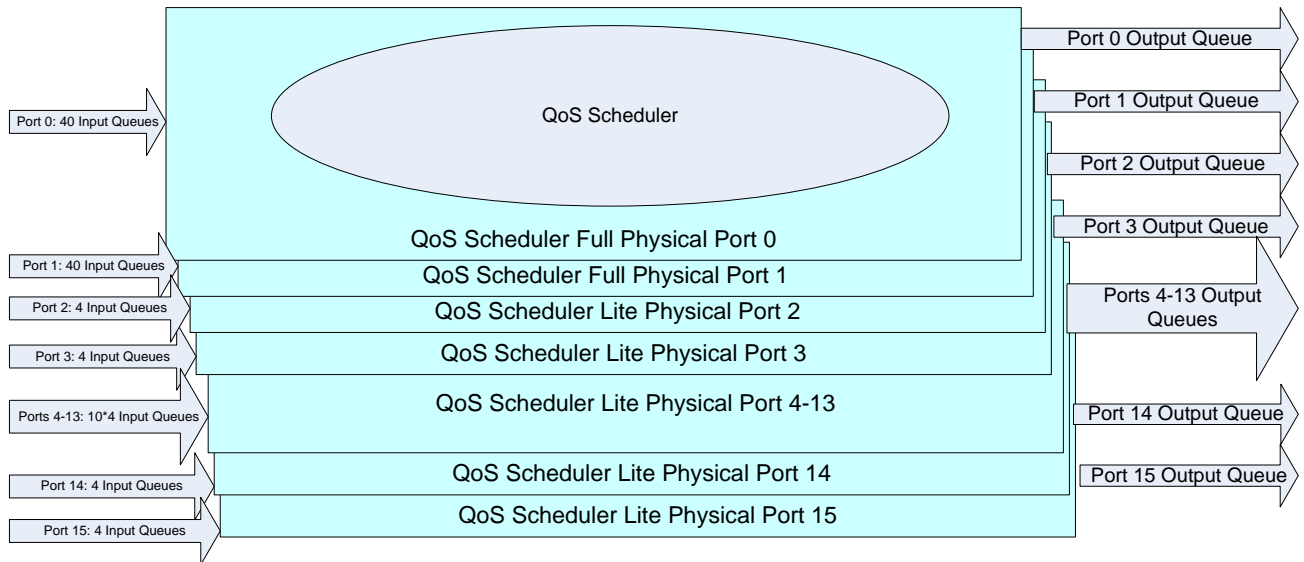 Port 0 Output Queue
Port 1 Output Queue
QoS Scheduler
Port 0: 40 Input Queues
Port 2 Output Queue
Port 3 Output Queue
QoS Scheduler Full Physical Port 0
Port 1: 40 Input Queues
QoS Scheduler Full Physical Port 1
Ports 4-13 Output
Queues
Port 2: 4 Input Queues
QoS Scheduler Lite Physical Port 2
Port 3: 4 Input Queues
QoS Scheduler Lite Physical Port 3
Ports 4-13: 10*4 Input Queues
QoS Scheduler Lite Physical Port 4-13
Port 14 Output Queue
Port 14: 4 Input Queues
QoS Scheduler Lite Physical Port 14
Port 15 Output Queue
Port 15: 4 Input Queues
QoS Scheduler Lite Physical Port 15